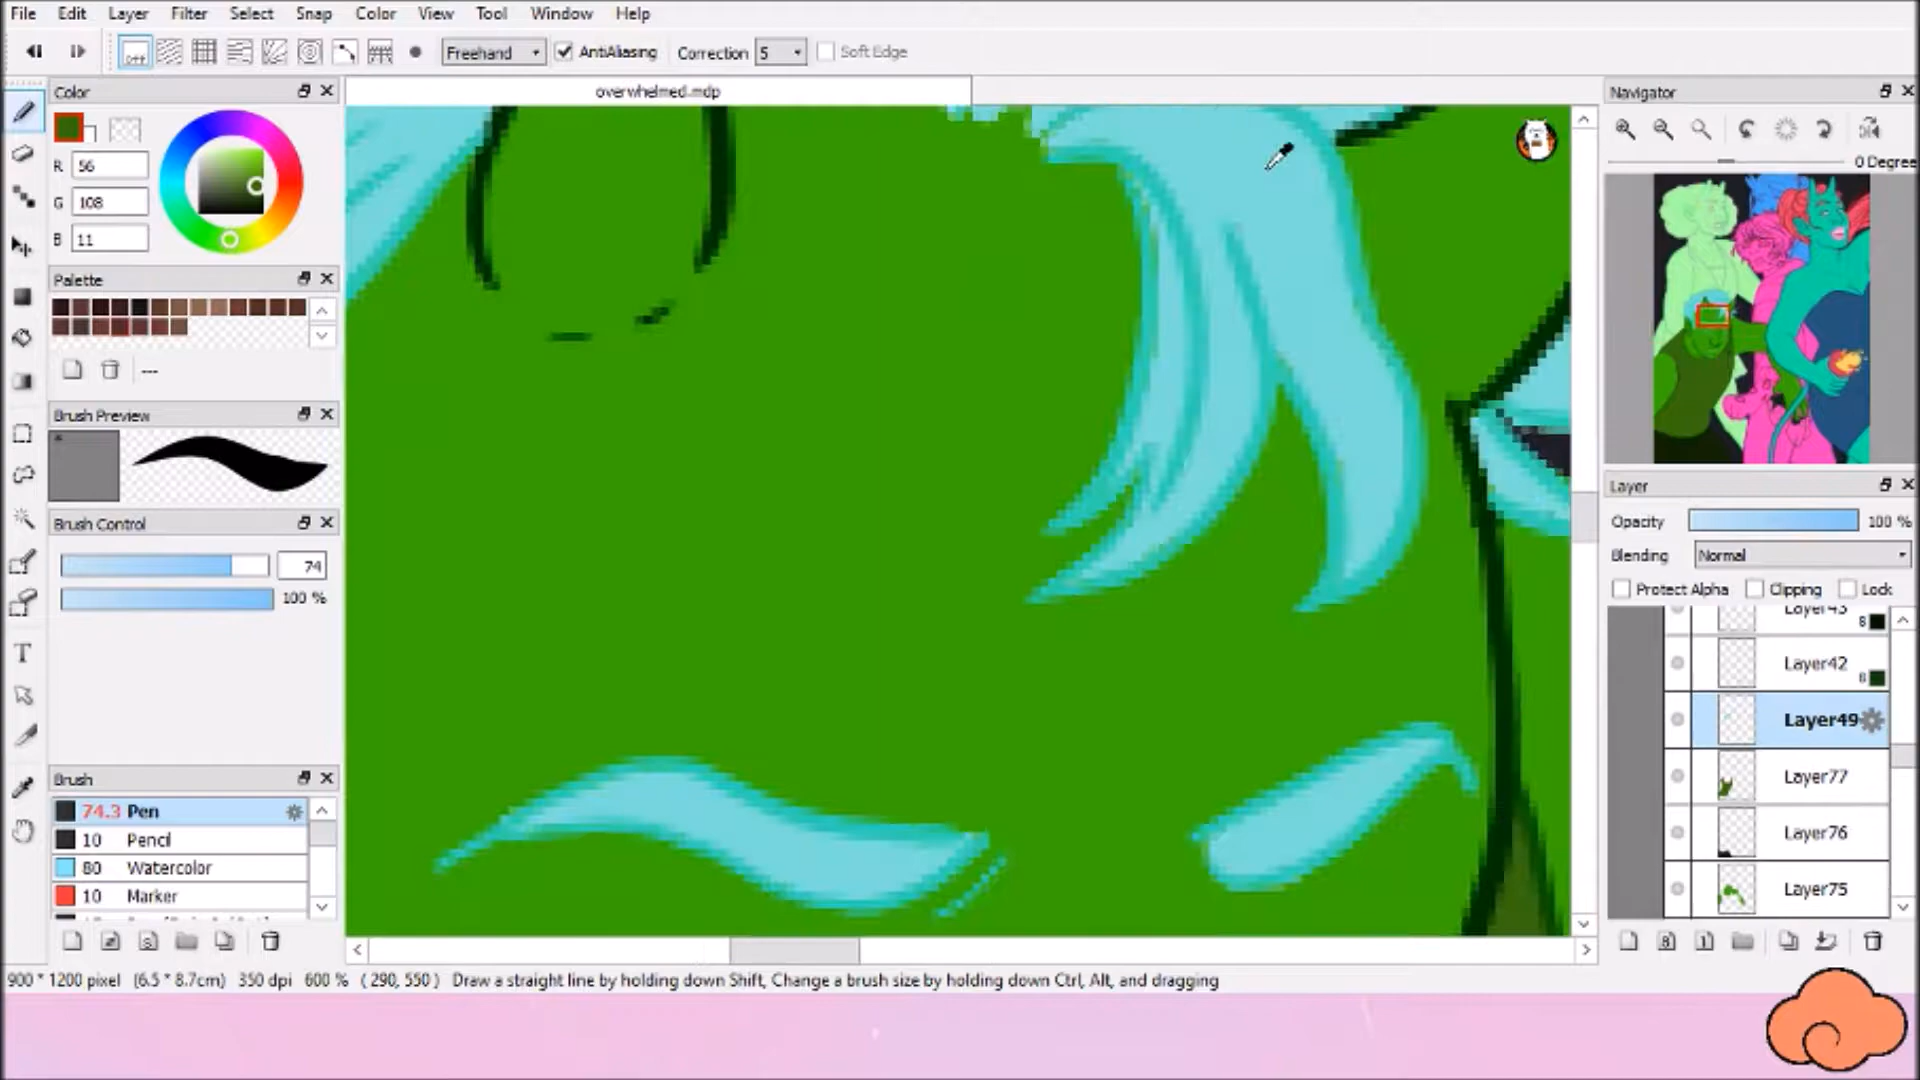 File Edit Layer Filter Select Snap Color View Tool Window Help
off Freehand AntiAliasing Correction 5 Soft Edge
Color
overwhelmed.mdp
Navigator
R 56
G 108
B 11
0 Degree
Palette
---
Brush Preview
Brush Control
74
100 %
Layer
Opacity 100 %
Blending Normal
Protect Alpha Clipping Lock
8
Layer42
8
Layer49
Layer77
Layer76
Layer75
Brush
74.3 Pen
10 Pencil
80 Watercolor
10 Marker
T
900 * 1200 pixel (6.5 * 8.7cm) 350 dpi 600 % ( 290, 550 ) Draw a straight line by holding down Shift, Change a brush size by holding down Ctrl, Alt, and dragging